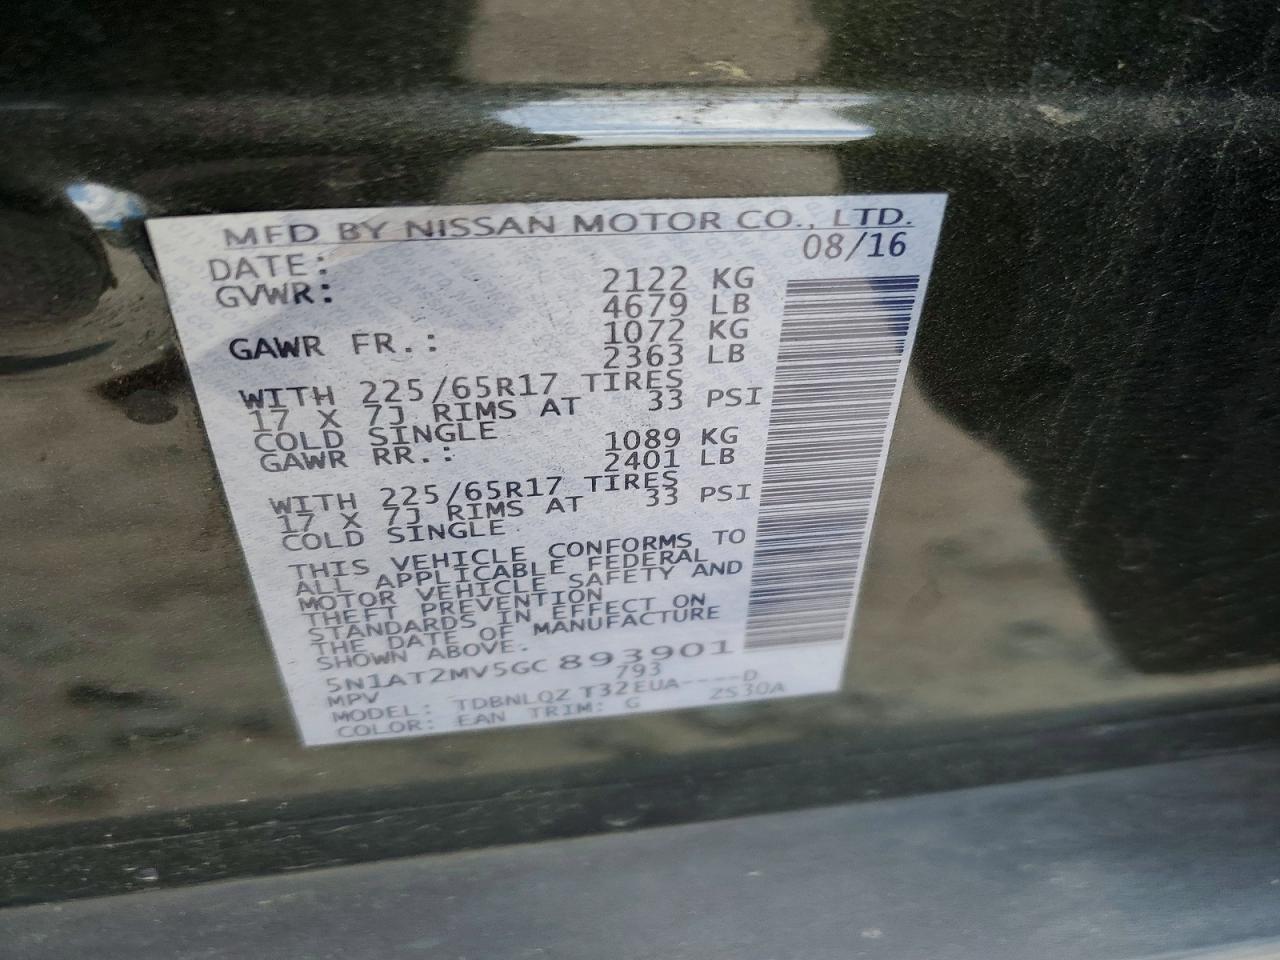 MFD BY NISSAN MOTOR CO., LTD.
DATE: 08/16
GVWR: 2122 KG
4679 LB
GAWR FR.: 1072 KG
2363 LB
WITH 225/65R17 TIRES
17 X 7J RIMS AT 33 PSI
COLD SINGLE
GAWR RR.: 1089 KG
2401 LB
WITH 225/65R17 TIRES
17 X 7J RIMS AT 33 PSI
COLD SINGLE
THIS VEHICLE CONFORMS TO
ALL APPLICABLE FEDERAL
MOTOR VEHICLE SAFETY AND
THEFT PREVENTION
STANDARDS IN EFFECT ON
THE DATE OF MANUFACTURE
SHOWN ABOVE.
5N1AT2MV5GC893901
MPV 793
MODEL: TDBNLQZ T32EUA----D
COLOR: EAN TRIM: G ZS30A